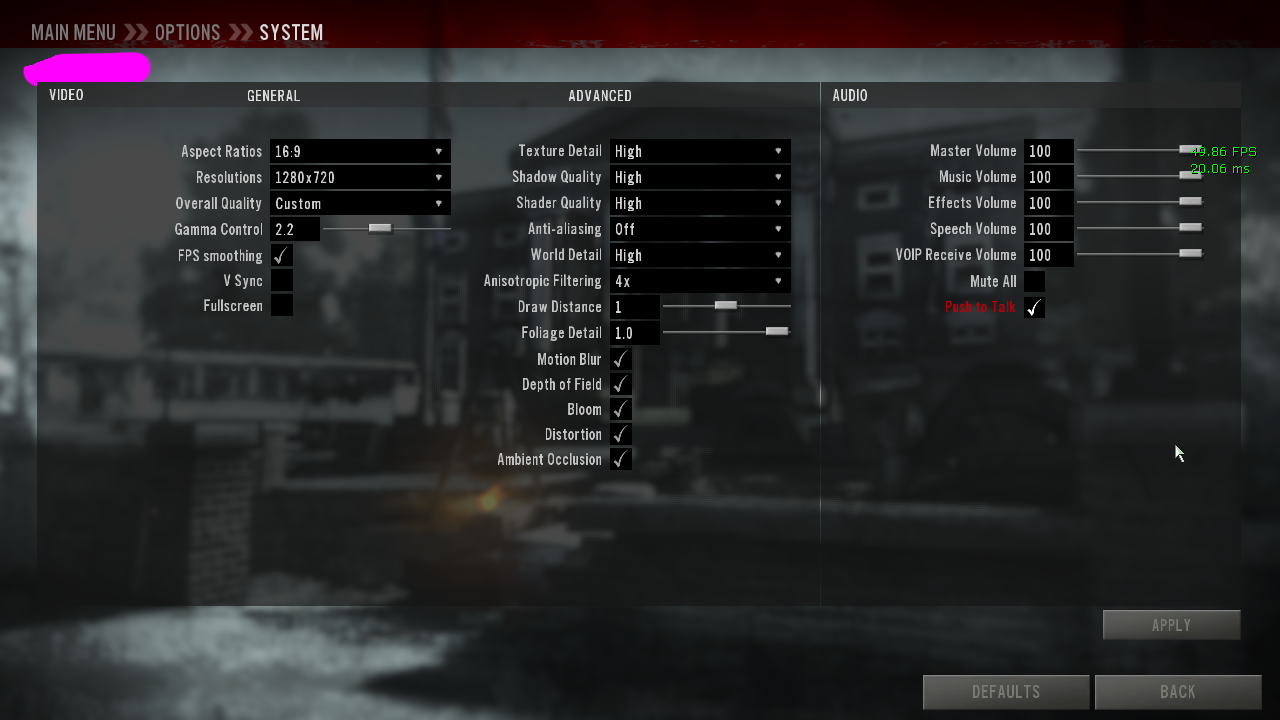 MAIN MENU >> OPTIONS >> SYSTEM
VIDEO GENERAL ADVANCED AUDIO
Aspect Ratios 16:9
Resolutions 1280x720
Overall Quality Custom
Gamma Control 2.2
FPS smoothing
V Sync
Fullscreen
Texture Detail High
Shadow Quality High
Shader Quality High
Anti-aliasing Off
World Detail High
Anisotropic Filtering 4x
Draw Distance 1
Foliage Detail 1.0
Motion Blur
Depth of Field
Bloom
Distortion
Ambient Occlusion
Master Volume 100
Music Volume 100
Effects Volume 100
Speech Volume 100
VOIP Receive Volume 100
Mute All
Push to Talk
49.86 FPS
20.06 ms
APPLY
DEFAULTS BACK